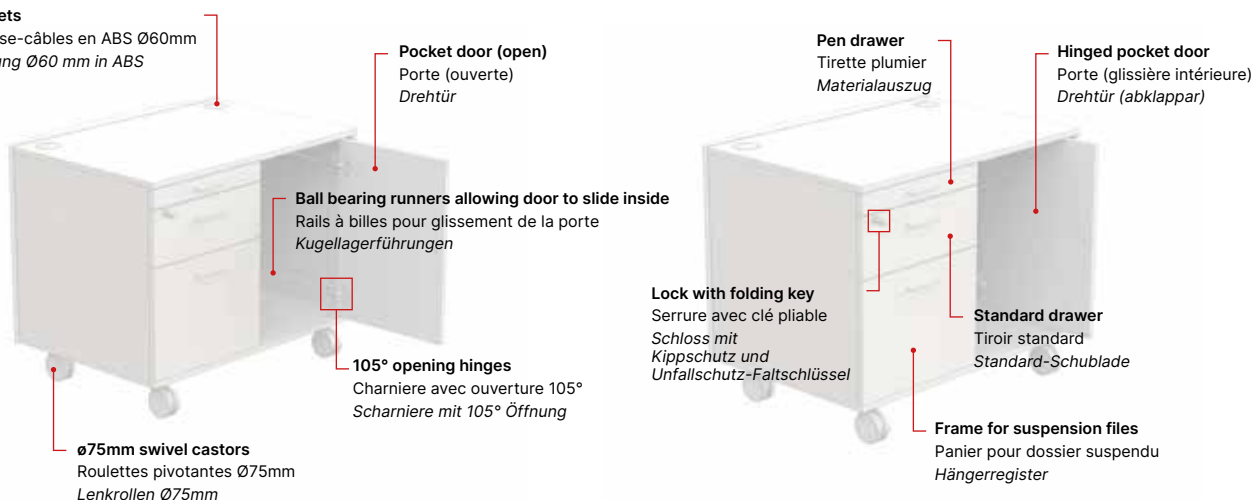 ets
se-câbles en ABS Ø60mm
ung Ø60 mm in ABS
Pocket door (open)
Porte (ouverte)
Drehtür
Ball bearing runners allowing door to slide inside
Rails à billes pour glissement de la porte
Kugellagerführungen
105° opening hinges
Charniere avec ouverture 105°
Scharniere mit 105° Öffnung
ø75mm swivel castors
Roulettes pivotantes Ø75mm
Lenkrollen Ø75mm
Pen drawer
Tirette plumier
Materialauszug
Hinged pocket door
Porte (glissière intérieure)
Drehtür (abklappar)
Lock with folding key
Serrure avec clé pliable
Schloss mit
Kippschutz und
Unfallschutz-Faltschlüssel
Standard drawer
Tiroir standard
Standard-Schublade
Frame for suspension files
Panier pour dossier suspendu
Hängerregister